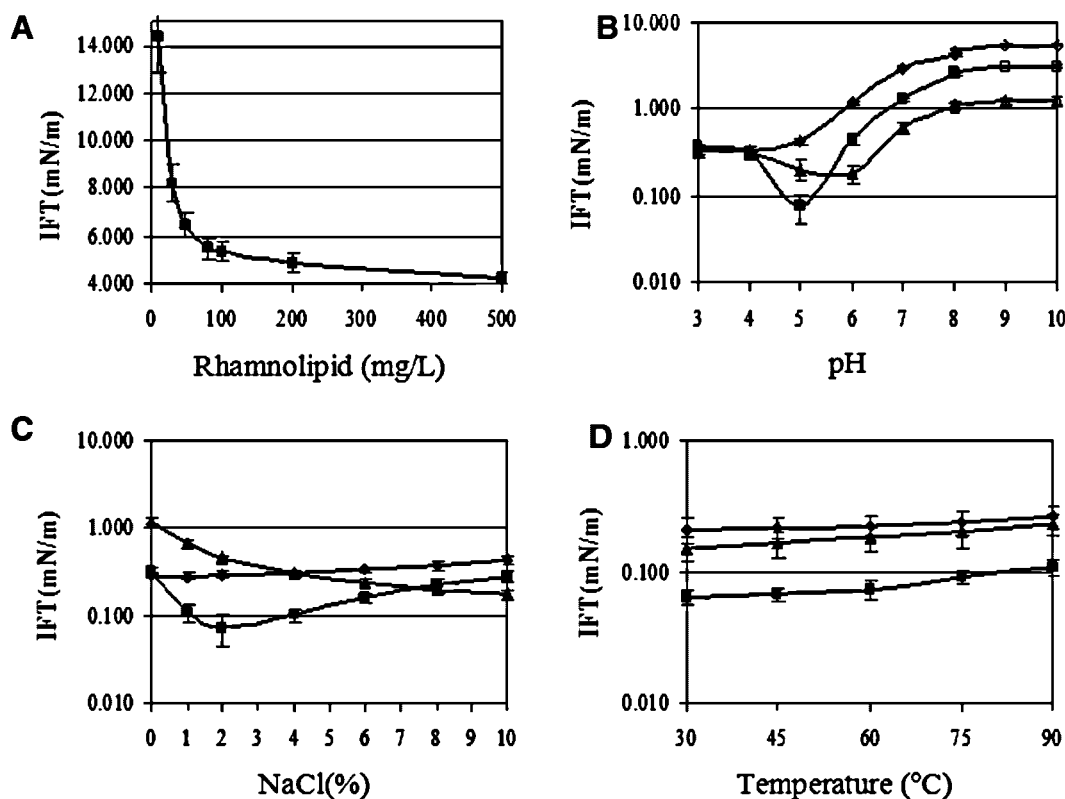 A
IFT (mN/m)
14.000
12.000
10.000
8.000
6.000
4.000
0 100 200 300 400 500
Rhamnolipid (mg/L)
B
IFT (mN/m)
10.000
1.000
0.100
0.010
3 4 5 6 7 8 9 10
pH
C
IFT (mN/m)
10.000
1.000
0.100
0.010
0 1 2 3 4 5 6 7 8 9 10
NaCl(%)
D
IFT (mN/m)
1.000
0.100
0.010
30 45 60 75 90
Temperature (°C)